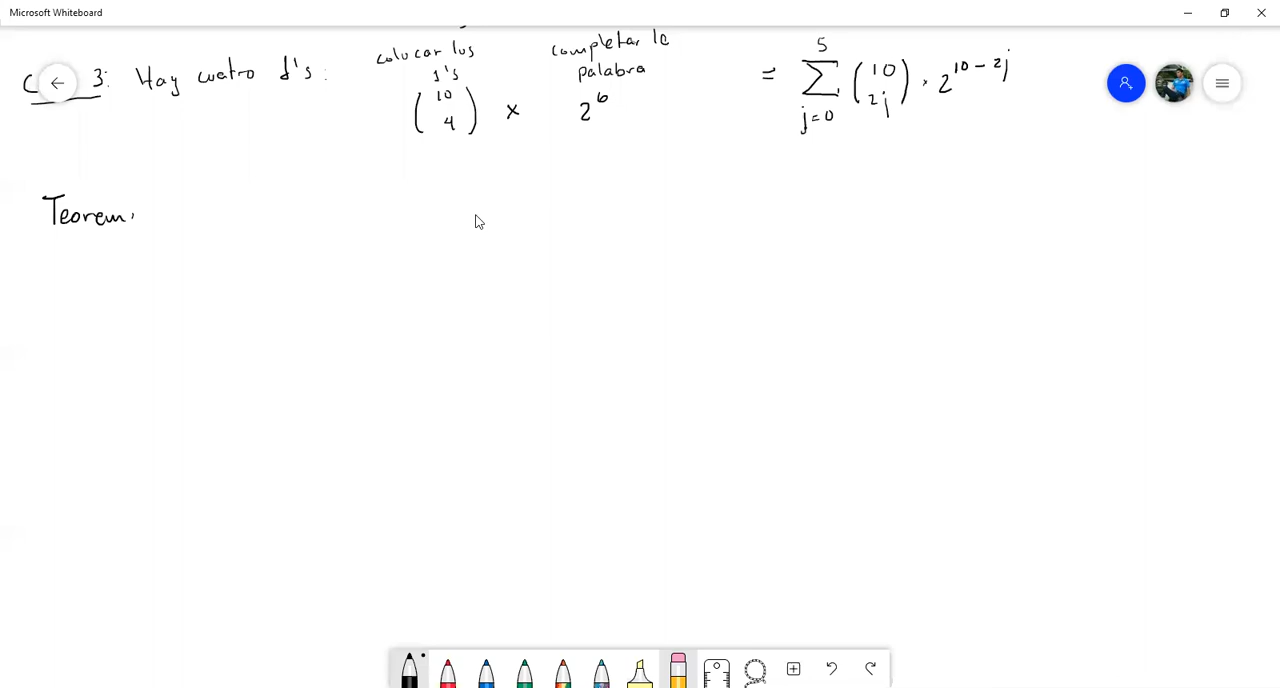 Microsoft Whiteboard
colocar los
1's
completar la
palabra
3: Hay cuatro 1's:
(10 4) × 2^6
= ∑_{j=0}^{5} (10 2j) · 2^{10-2j}
Teorem